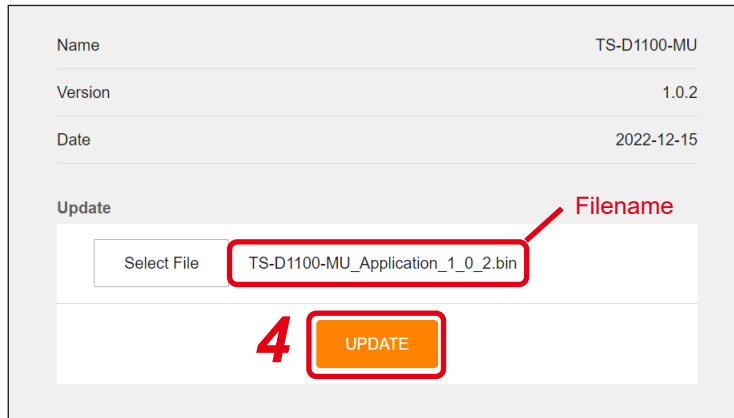 Name TS-D1100-MU
Version 1.0.2
Date 2022-12-15
Update Filename
Select File TS-D1100-MU_Application_1_0_2.bin
4 UPDATE